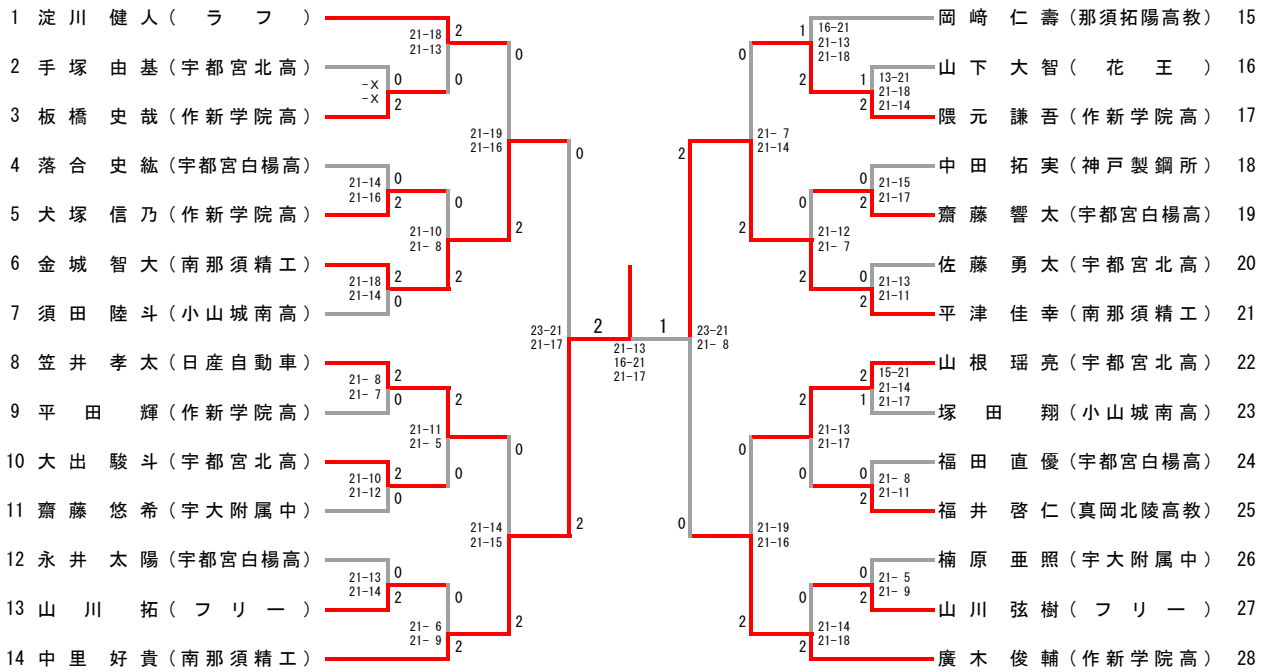 1 淀川 健人 (ラフ)
2 手塚 由基 (宇都宮北高)
3 板橋 史哉 (作新学院高)
4 落合 史紘 (宇都宮白楊高)
5 犬塚 信乃 (作新学院高)
6 金城 智大 (南那須精工)
7 須田 陸斗 (小山城南高)
8 笠井 孝太 (日産自動車)
9 平田 輝 (作新学院高)
10 大出 駿斗 (宇都宮北高)
11 齋藤 悠希 (宇大附属中)
12 永井 太陽 (宇都宮白楊高)
13 山川 拓 (フリー)
14 中里 好貴 (南那須精工)
21-18 2
21-13
0
-X 0
-X 2
21-14 0
21-16 2
21-18 2
21-14 0
21-10 0
21- 8 2
21-19 0
21-16 2
21- 8 2
21- 7 0
21-10 2
21-12 0
21-11 2
21- 5 0
21-13 0
21-14 2
21- 6 0
21- 9 2
21-14 0
21-15 2
23-21 0
21-17 2
2 1
21-13
16-21
21-17
岡﨑 仁壽 (那須拓陽高教) 15
山下 大智 (花王) 16
隈元 謙吾 (作新学院高) 17
中田 拓実 (神戸製鋼所) 18
齋藤 響太 (宇都宮白楊高) 19
佐藤 勇太 (宇都宮北高) 20
平津 佳幸 (南那須精工) 21
山根 瑶亮 (宇都宮北高) 22
塚田 翔 (小山城南高) 23
福田 直優 (宇都宮白楊高) 24
福井 啓仁 (真岡北陵高教) 25
楠原 亜照 (宇大附属中) 26
山川 弦樹 (フリー) 27
廣木 俊輔 (作新学院高) 28
1 16-21
21-13
2 21-18
1 13-21
21-18
2 21-14
0 21-15
2 21-17
0 21-13
2 21-11
0 21-12
2 21- 7
0 21- 7
2 21-14
2 15-21
21-14
1 21-17
0 21- 8
2 21-11
2 21-13
0 21-17
0 21- 5
2 21- 9
0 21-14
2 21-18
0 21-19
2 21-16
2 23-21
0 21- 8